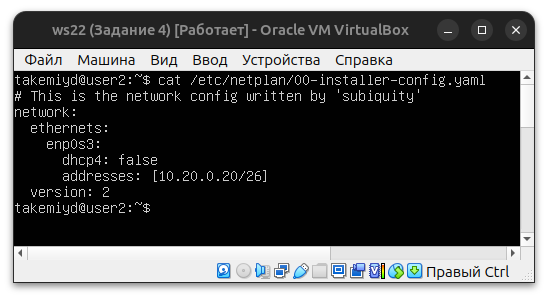 ws22 (Задание 4) [Работает] - Oracle VM VirtualBox
Файл Машина Вид Ввод Устройства Справка
takemiyd@user2:~$ cat /etc/netplan/00-installer-config.yaml
# This is the network config written by 'subiquity'
network:
  ethernets:
    enp0s3:
      dhcp4: false
      addresses: [10.20.0.20/26]
  version: 2
takemiyd@user2:~$
Правый Ctrl